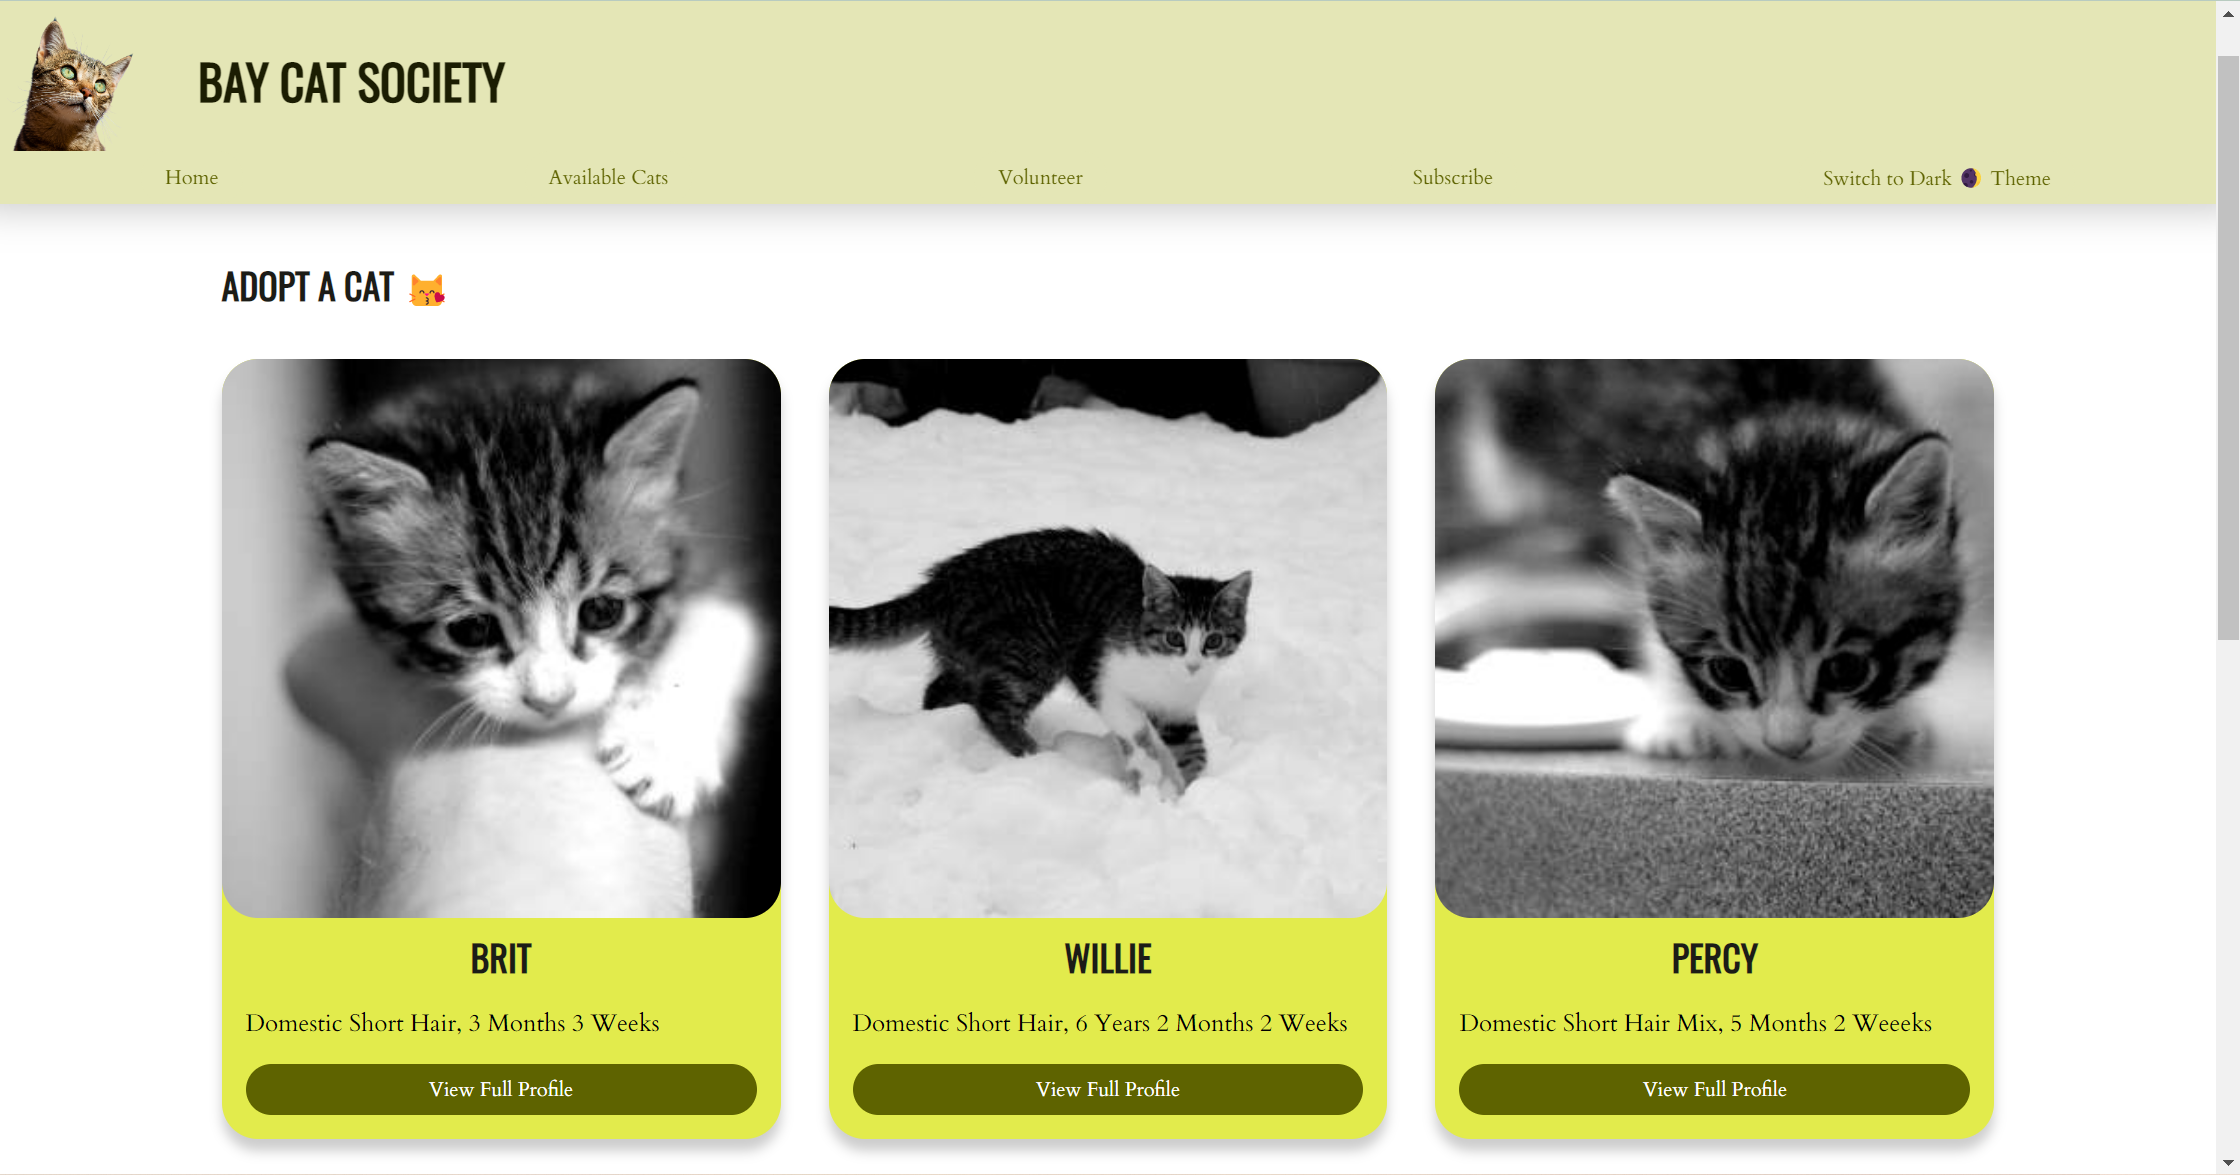 BAY CAT SOCIETY
Home Available Cats Volunteer Subscribe Switch to Dark 🌒 Theme
ADOPT A CAT 😽
BRIT
Domestic Short Hair, 3 Months 3 Weeks
View Full Profile
WILLIE
Domestic Short Hair, 6 Years 2 Months 2 Weeks
View Full Profile
PERCY
Domestic Short Hair Mix, 5 Months 2 Weeeks
View Full Profile